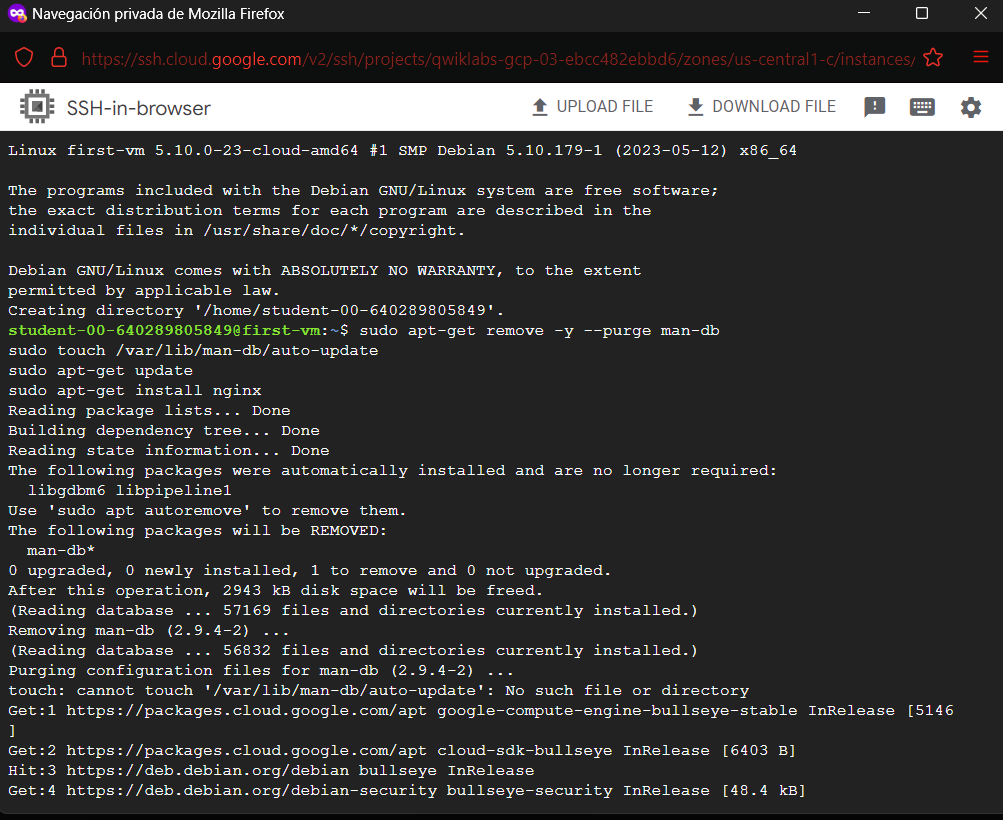 Navegación privada de Mozilla Firefox
https://ssh.cloud.google.com/v2/ssh/projects/qwiklabs-gcp-03-ebcc482ebbd6/zones/us-central1-c/instances/
SSH-in-browser UPLOAD FILE DOWNLOAD FILE
Linux first-vm 5.10.0-23-cloud-amd64 #1 SMP Debian 5.10.179-1 (2023-05-12) x86_64
The programs included with the Debian GNU/Linux system are free software;
the exact distribution terms for each program are described in the
individual files in /usr/share/doc/*/copyright.
Debian GNU/Linux comes with ABSOLUTELY NO WARRANTY, to the extent
permitted by applicable law.
Creating directory '/home/student-00-640289805849'.
student-00-640289805849@first-vm:~$ sudo apt-get remove -y --purge man-db
sudo touch /var/lib/man-db/auto-update
sudo apt-get update
sudo apt-get install nginx
Reading package lists... Done
Building dependency tree... Done
Reading state information... Done
The following packages were automatically installed and are no longer required:
  libgdbm6 libpipeline1
Use 'sudo apt autoremove' to remove them.
The following packages will be REMOVED:
  man-db*
0 upgraded, 0 newly installed, 1 to remove and 0 not upgraded.
After this operation, 2943 kB disk space will be freed.
(Reading database ... 57169 files and directories currently installed.)
Removing man-db (2.9.4-2) ...
(Reading database ... 56832 files and directories currently installed.)
Purging configuration files for man-db (2.9.4-2) ...
touch: cannot touch '/var/lib/man-db/auto-update': No such file or directory
Get:1 https://packages.cloud.google.com/apt google-compute-engine-bullseye-stable InRelease [5146
]
Get:2 https://packages.cloud.google.com/apt cloud-sdk-bullseye InRelease [6403 B]
Hit:3 https://deb.debian.org/debian bullseye InRelease
Get:4 https://deb.debian.org/debian-security bullseye-security InRelease [48.4 kB]